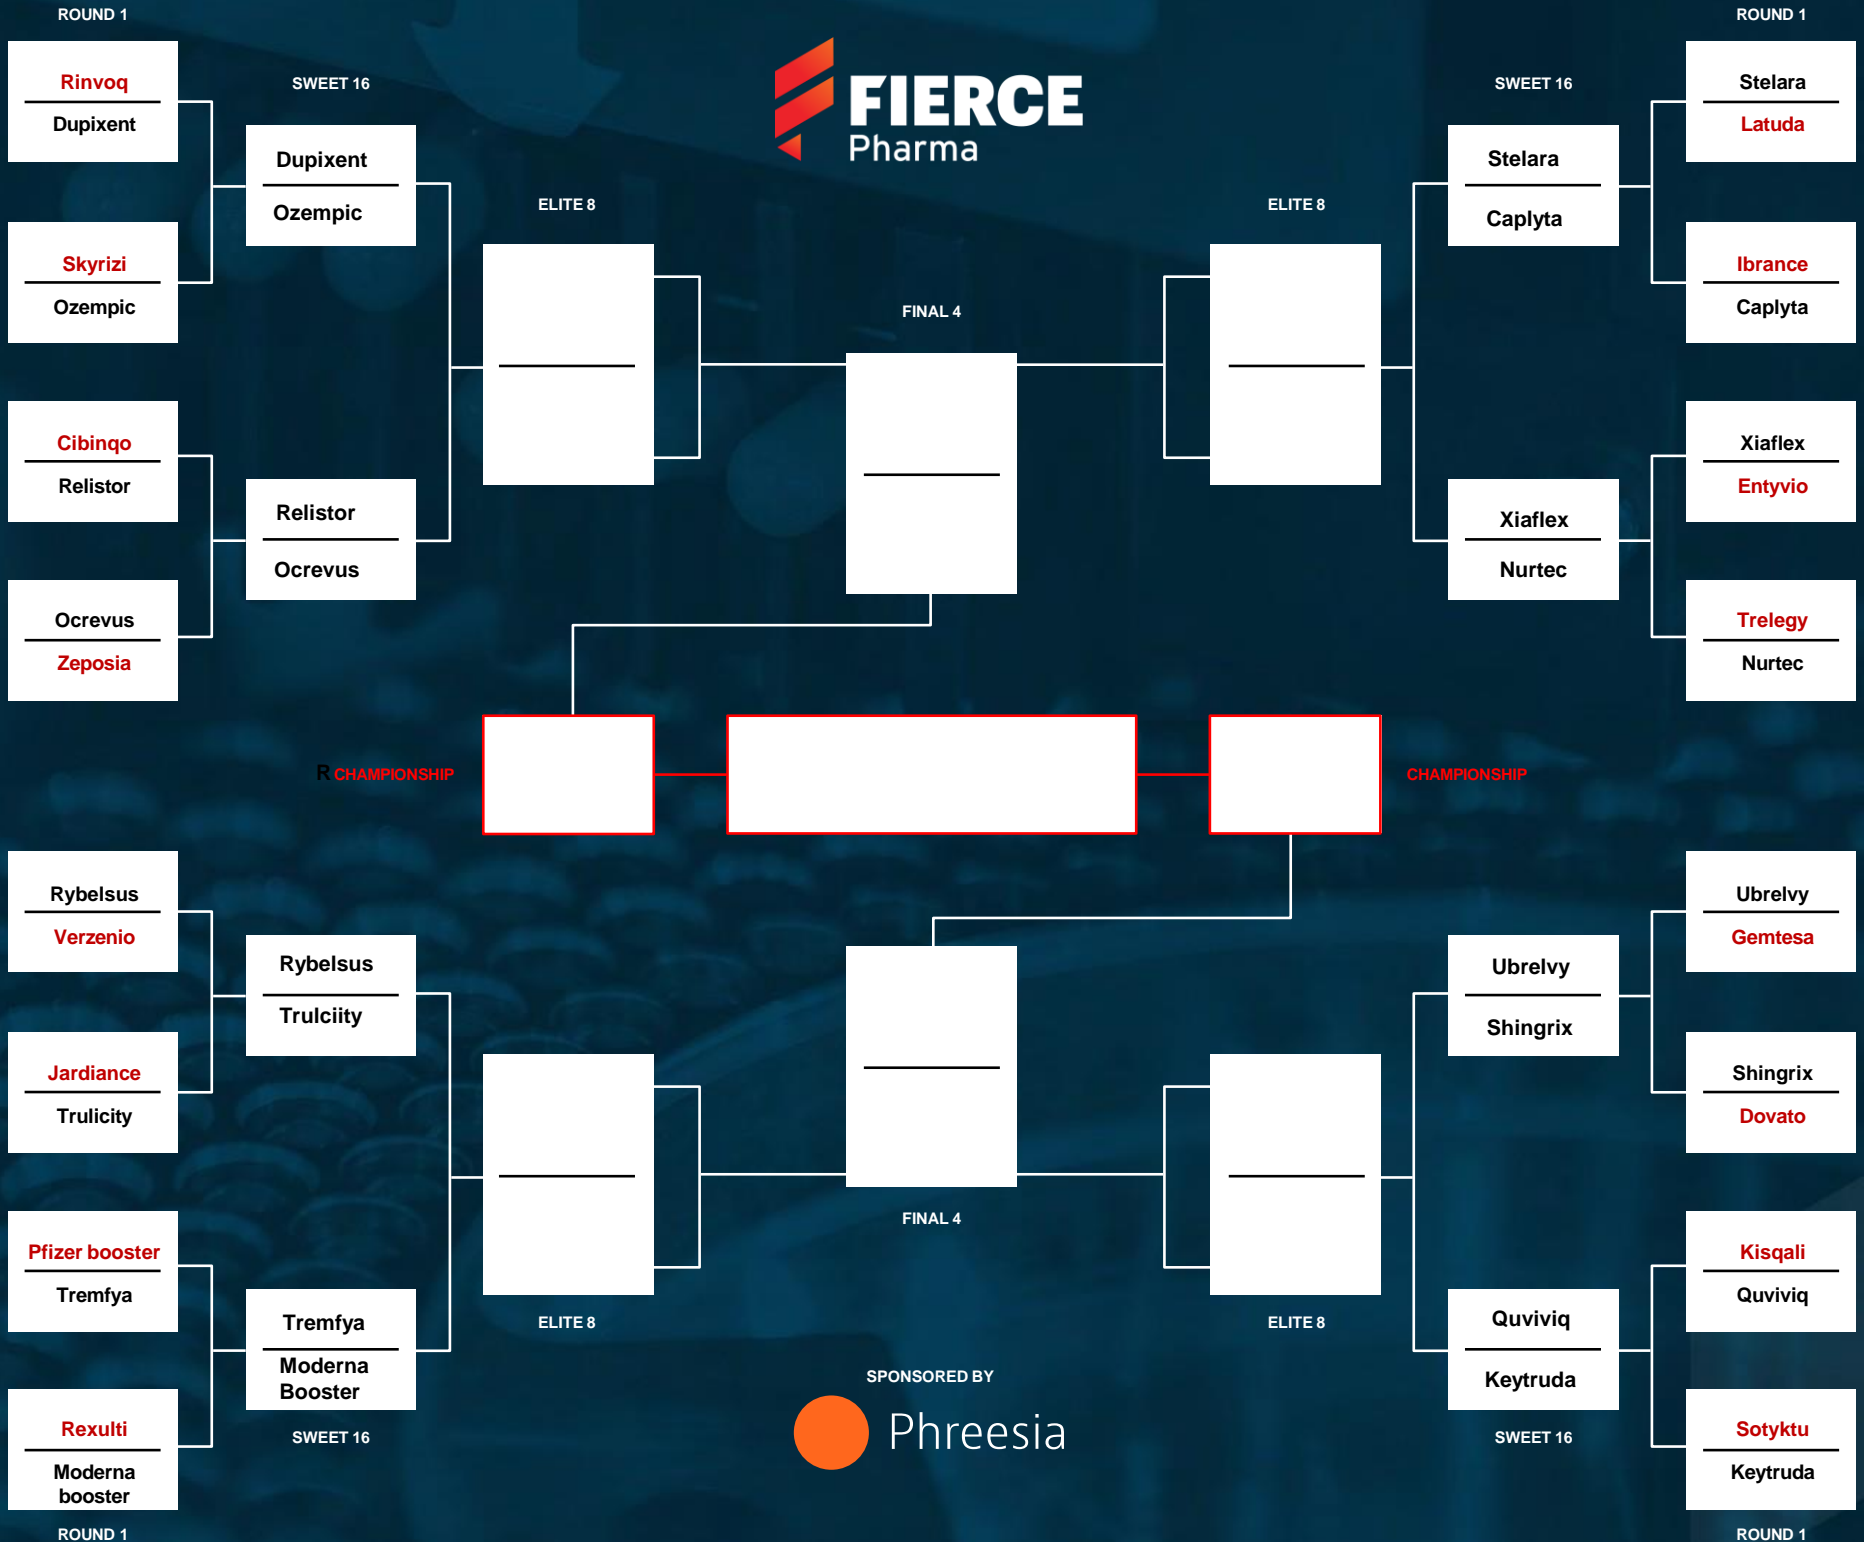 ROUND 1
ROUND 1
Rinvoq
Dupixent
SWEET 16
FIERCE
Pharma
SWEET 16
Stelara
Latuda
Dupixent
Ozempic
Stelara
Caplyta
ELITE 8
ELITE 8
Skyrizi
Ozempic
Ibrance
Caplyta
FINAL 4
Cibinqo
Relistor
Xiaflex
Entyvio
Relistor
Ocrevus
Xiaflex
Nurtec
Ocrevus
Zeposia
Trelegy
Nurtec
R CHAMPIONSHIP
CHAMPIONSHIP
Rybelsus
Verzenio
Ubrelvy
Gemtesa
Rybelsus
Trulciity
Ubrelvy
Shingrix
Jardiance
Trulicity
Shingrix
Dovato
FINAL 4
Pfizer booster
Tremfya
Kisqali
Quviviq
ELITE 8
ELITE 8
Tremfya
Moderna
Booster
Quviviq
Keytruda
SPONSORED BY
Phreesia
Rexulti
Moderna
booster
SWEET 16
SWEET 16
Sotyktu
Keytruda
ROUND 1
ROUND 1